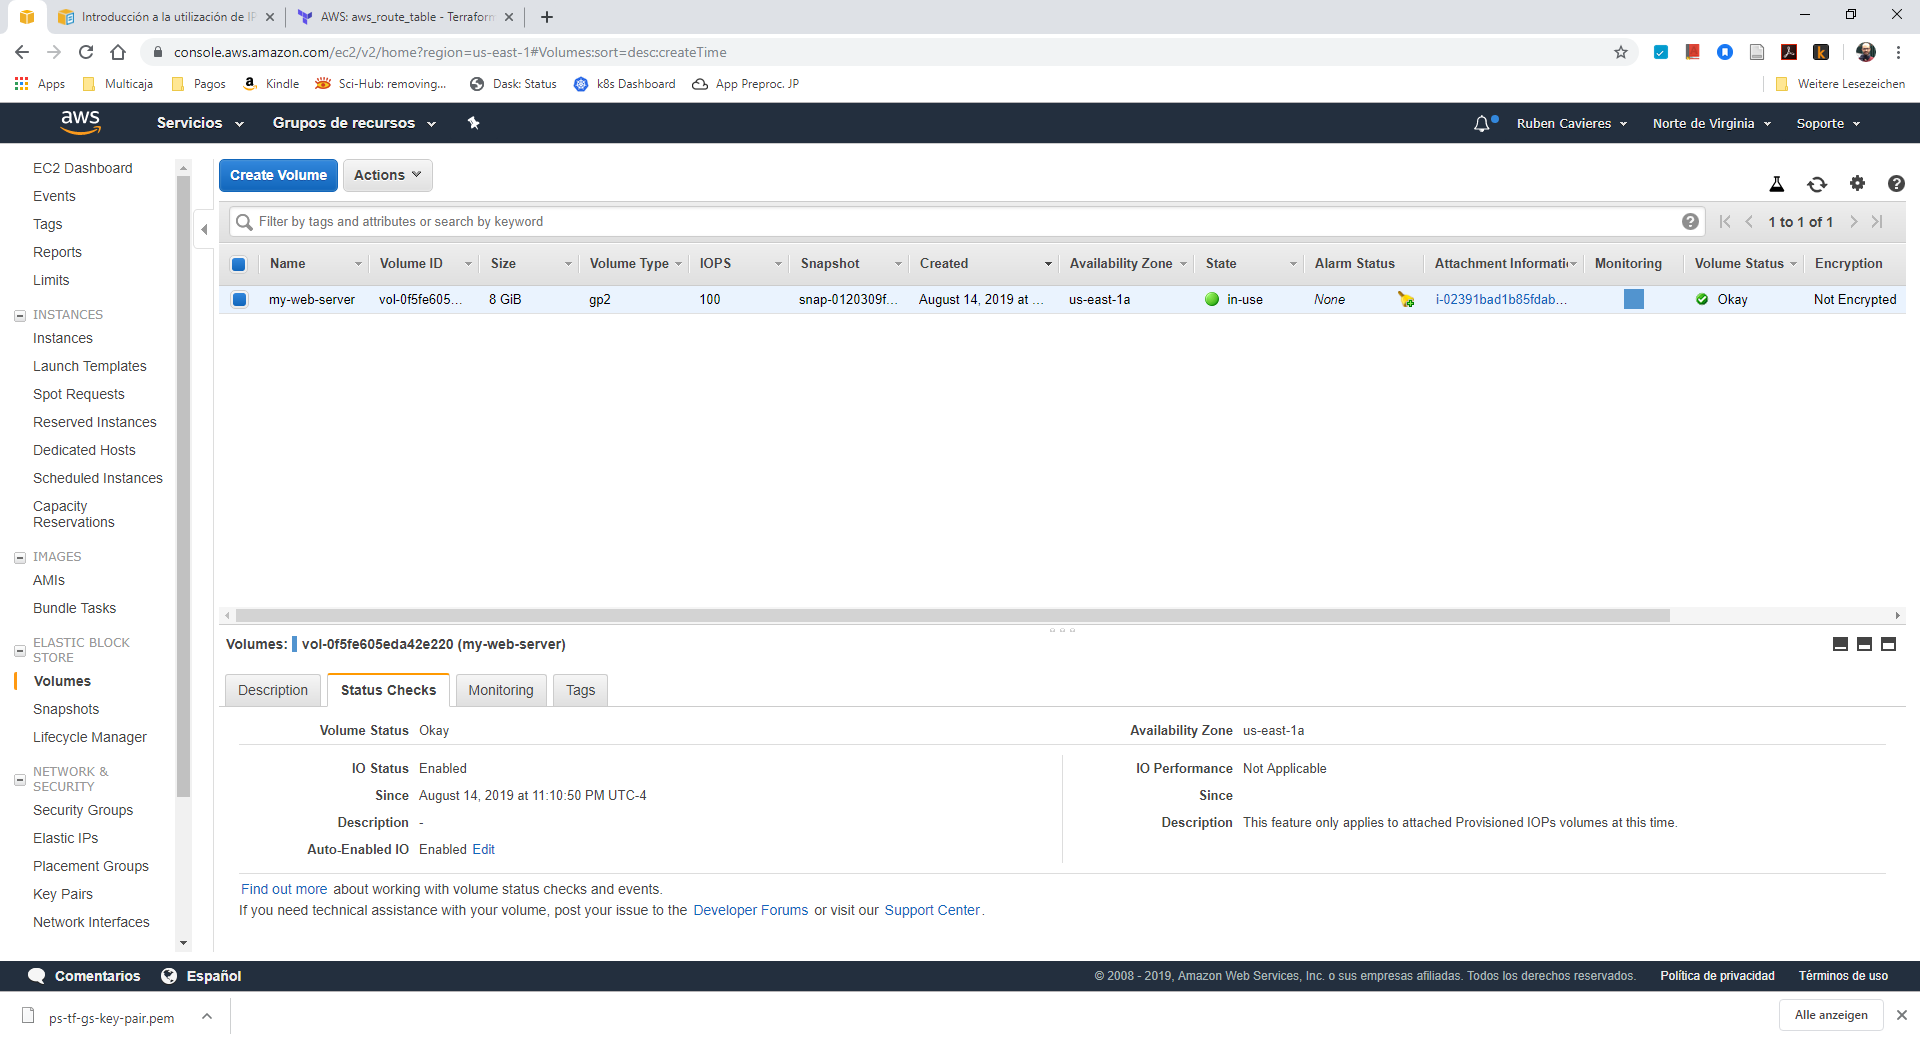 Introducción a la utilización de IP
AWS: aws_route_table - Terraform
console.aws.amazon.com/ec2/v2/home?region=us-east-1#Volumes:sort=desc:createTime
Apps
Multicaja
Pagos
Kindle
Sci-Hub: removing...
Dask: Status
k8s Dashboard
App Preproc. JP
Weitere Lesezeichen
aws
Servicios
Grupos de recursos
Ruben Cavieres
Norte de Virginia
Soporte
EC2 Dashboard
Events
Tags
Reports
Limits
INSTANCES
Instances
Launch Templates
Spot Requests
Reserved Instances
Dedicated Hosts
Scheduled Instances
Capacity
Reservations
IMAGES
AMIs
Bundle Tasks
ELASTIC BLOCK
STORE
Volumes
Snapshots
Lifecycle Manager
NETWORK &
SECURITY
Security Groups
Elastic IPs
Placement Groups
Key Pairs
Network Interfaces
Create Volume
Actions
Filter by tags and attributes or search by keyword
1 to 1 of 1
Name Volume ID Size Volume Type IOPS Snapshot Created Availability Zone State Alarm Status Attachment Informati Monitoring Volume Status Encryption
my-web-server vol-0f5fe605... 8 GiB gp2 100 snap-0120309f... August 14, 2019 at ... us-east-1a in-use None i-02391bad1b85fdab... Okay Not Encrypted
Volumes: vol-0f5fe605eda42e220 (my-web-server)
Description
Status Checks
Monitoring
Tags
Volume Status Okay
Availability Zone us-east-1a
IO Status Enabled
Since August 14, 2019 at 11:10:50 PM UTC-4
Description -
Auto-Enabled IO Enabled Edit
IO Performance Not Applicable
Since
Description This feature only applies to attached Provisioned IOPs volumes at this time.
Find out more about working with volume status checks and events.
If you need technical assistance with your volume, post your issue to the Developer Forums or visit our Support Center.
Comentarios
Español
© 2008 - 2019, Amazon Web Services, Inc. o sus empresas afiliadas. Todos los derechos reservados.
Política de privacidad
Términos de uso
ps-tf-gs-key-pair.pem
Alle anzeigen